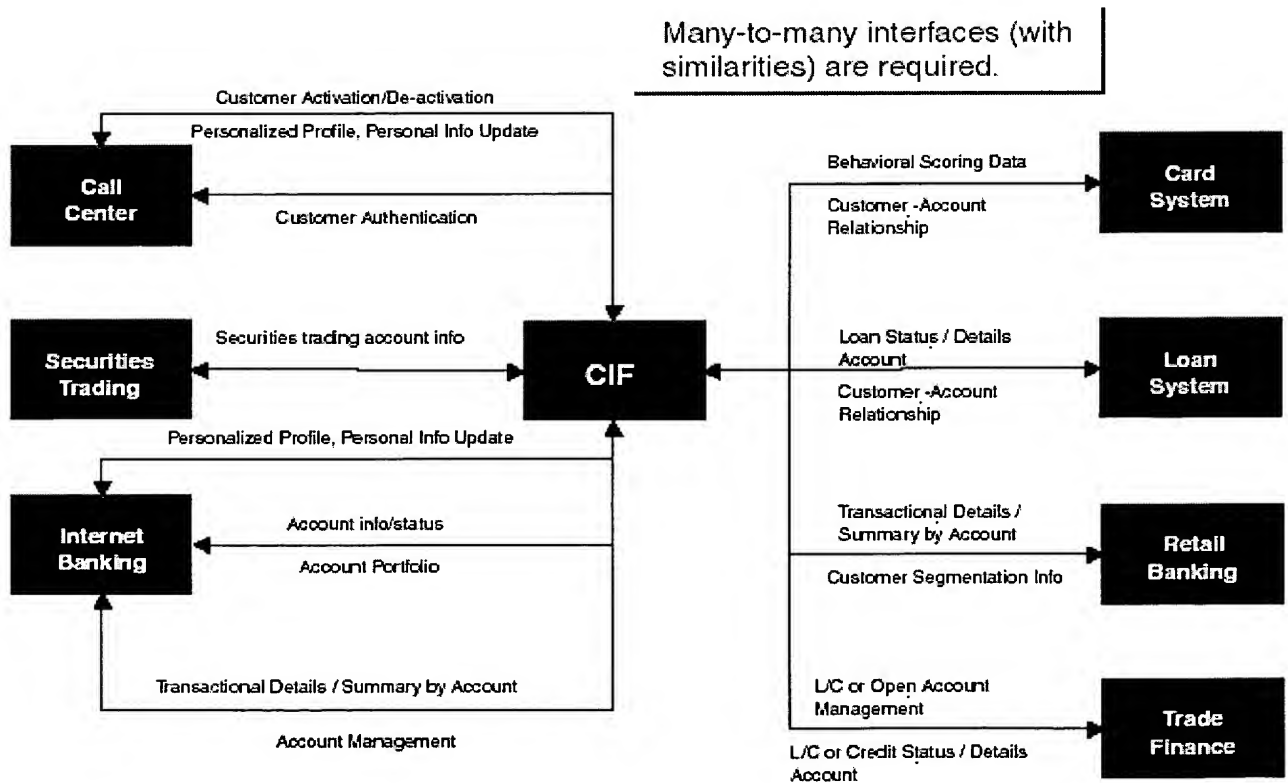 Many-to-many interfaces (with
similarities) are required.
Customer Activation/De-activation
Personalized Profile, Personal Info Update
Call
Center
Customer Authentication
Behavioral Scoring Data
Card
System
Customer -Account
Relationship
Securities trading account info
Securities
Trading
CIF
Loan Status / Details
Account
Loan
System
Customer -Account
Relationship
Personalized Profile, Personal Info Update
Internet
Banking
Account info/status
Account Portfolio
Transactional Details / Summary by Account
Account Management
Transactional Details /
Summary by Account
Retail
Banking
Customer Segmentation Info
L/C or Open Account
Management
Trade
Finance
L/C or Credit Status / Details
Account